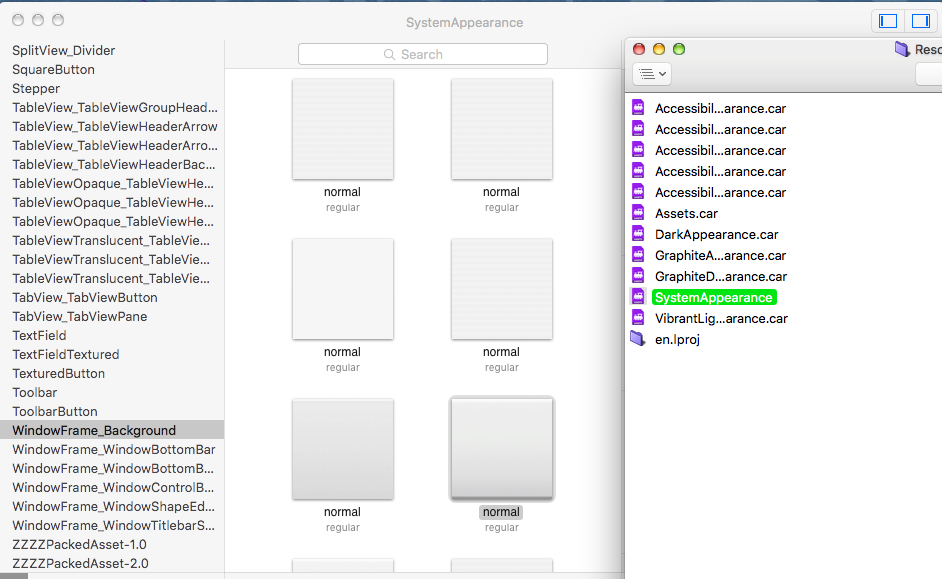 SystemAppearance
SplitView_Divider
SquareButton
Stepper
TableView_TableViewGroupHead...
TableView_TableViewHeaderArrow
TableView_TableViewHeaderArro...
TableView_TableViewHeaderBac...
TableViewOpaque_TableViewHe...
TableViewOpaque_TableViewHe...
TableViewOpaque_TableViewHe...
TableViewTranslucent_TableVie...
TableViewTranslucent_TableVie...
TableViewTranslucent_TableVie...
TabView_TabViewButton
TabView_TabViewPane
TextField
TextFieldTextured
TexturedButton
Toolbar
ToolbarButton
WindowFrame_Background
WindowFrame_WindowBottomBar
WindowFrame_WindowBottomB...
WindowFrame_WindowControlB...
WindowFrame_WindowShapeEd...
WindowFrame_WindowTitlebarS...
ZZZZPackedAsset-1.0
ZZZZPackedAsset-2.0
Search
normal normal
regular regular
normal normal
regular regular
normal normal
regular regular
Reso
Accessibil...arance.car
Accessibil...arance.car
Accessibil...arance.car
Accessibil...arance.car
Accessibil...arance.car
Assets.car
DarkAppearance.car
GraphiteA...arance.car
GraphiteD...arance.car
SystemAppearance
VibrantLig...arance.car
en.lproj